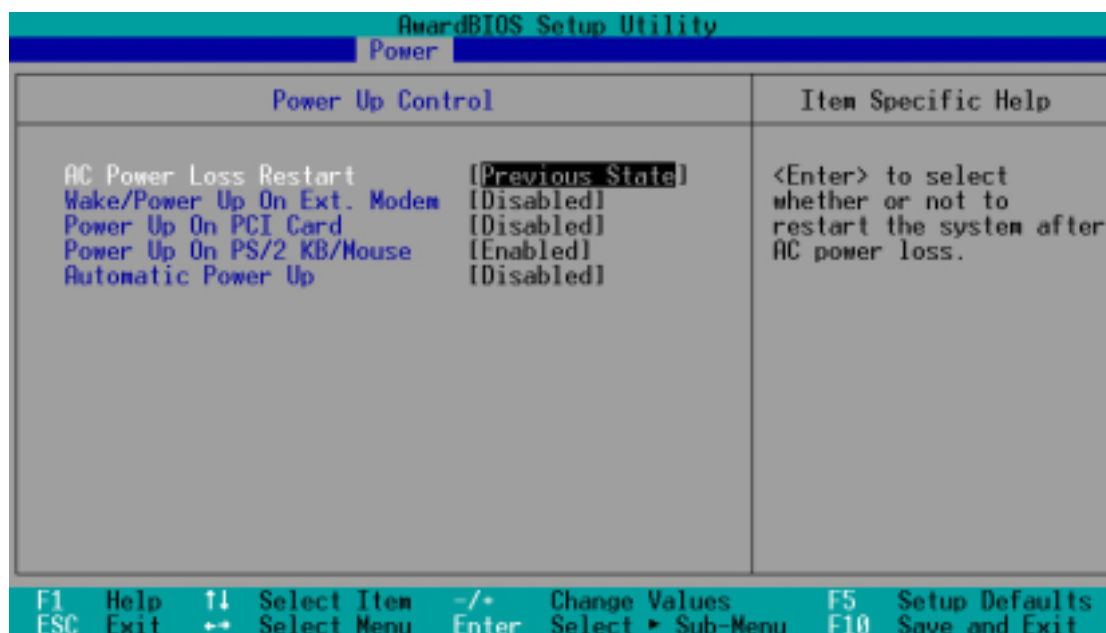 AwardBIOS Setup Utility
Power
Power Up Control
Item Specific Help
AC Power Loss Restart [Previous State]
Wake/Power Up On Ext. Modem [Disabled]
Power Up On PCI Card [Disabled]
Power Up On PS/2 KB/Mouse [Enabled]
Automatic Power Up [Disabled]
<Enter> to select
whether or not to
restart the system after
AC power loss.
F1 Help ↑↓ Select Item -/+ Change Values F5 Setup Defaults
ESC Exit ←→ Select Menu Enter Select ► Sub-Menu F10 Save and Exit